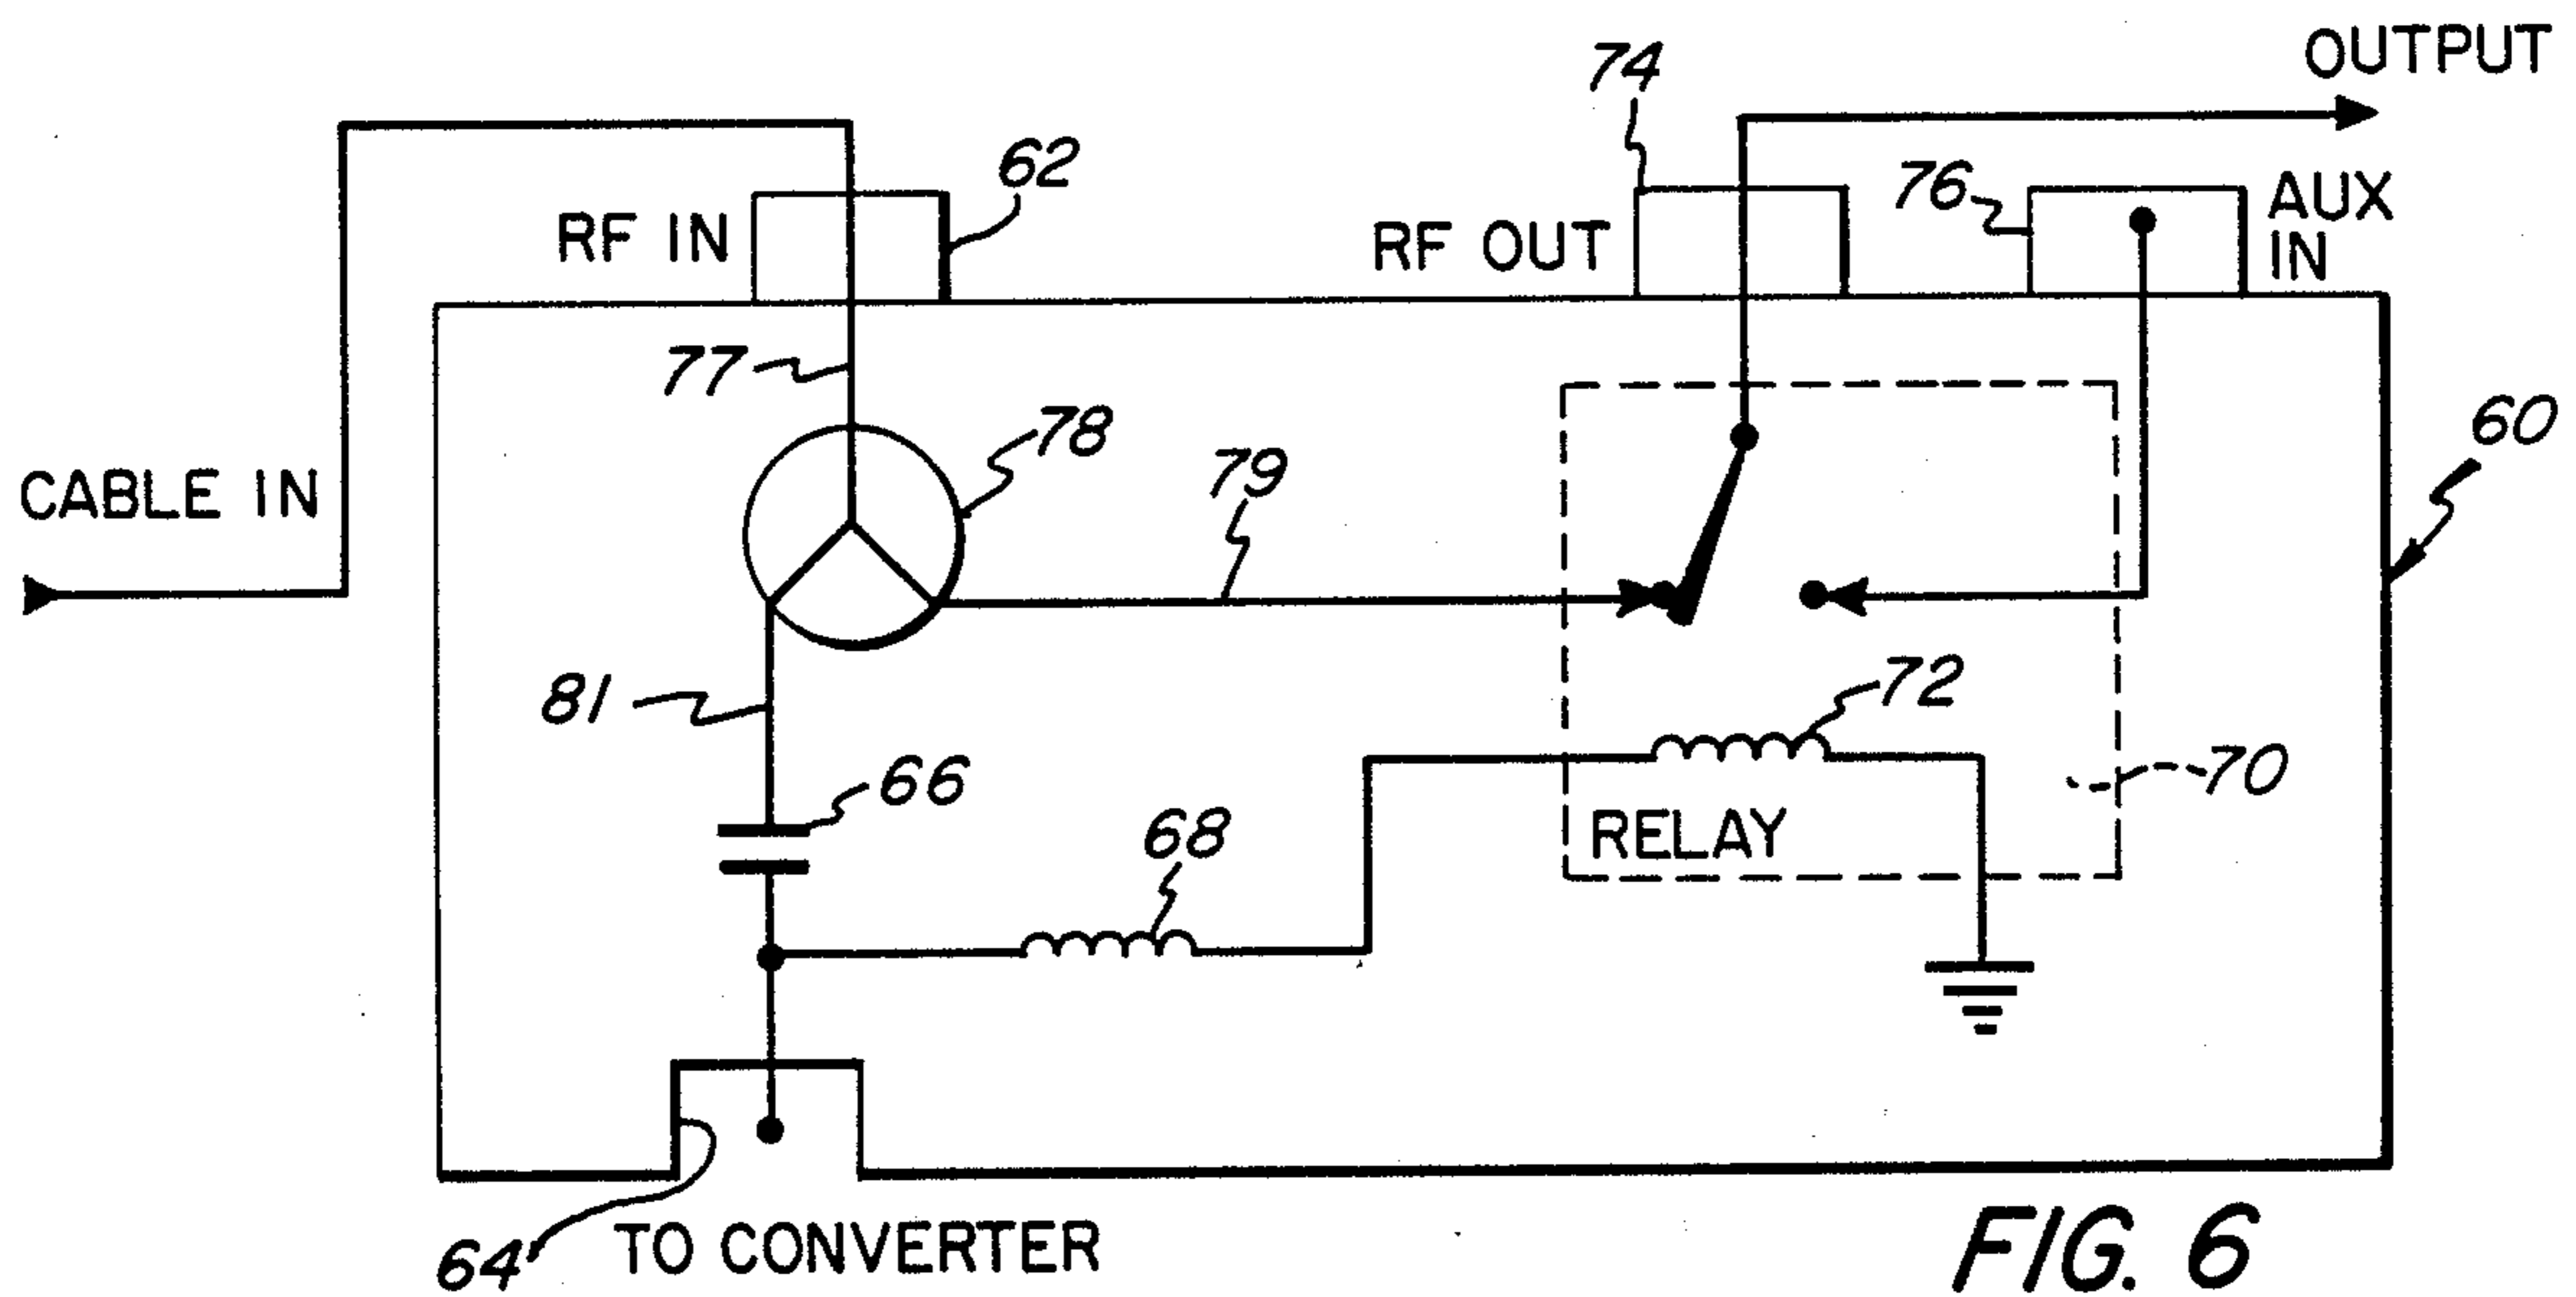 OUTPUT
74
62
76
AUX
IN
RF IN
RF OUT
77
78
60
79
CABLE IN
81
72
66
70
68
RELAY
64
TO CONVERTER
FIG. 6